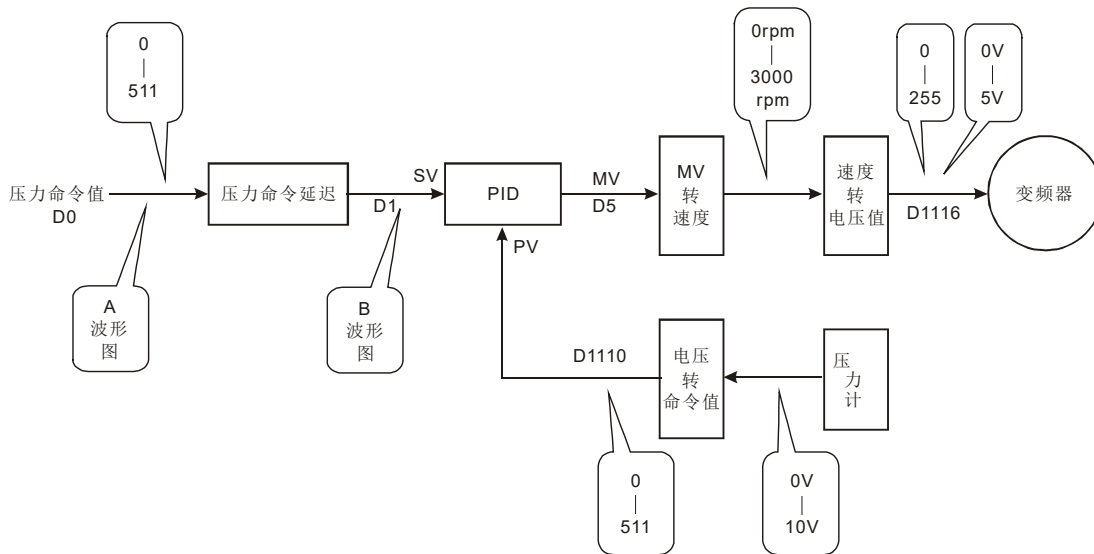 0
|
511
0rpm
|
3000
rpm
0
|
255
0V
|
5V
压力命令值
D0
压力命令延迟
SV
D1
PID
MV
D5
MV
转
速度
速度
转
电压值
D1116
变频器
PV
A
波形
图
B
波形
图
D1110
电压
转
命令值
压
力
计
0
|
511
0V
|
10V